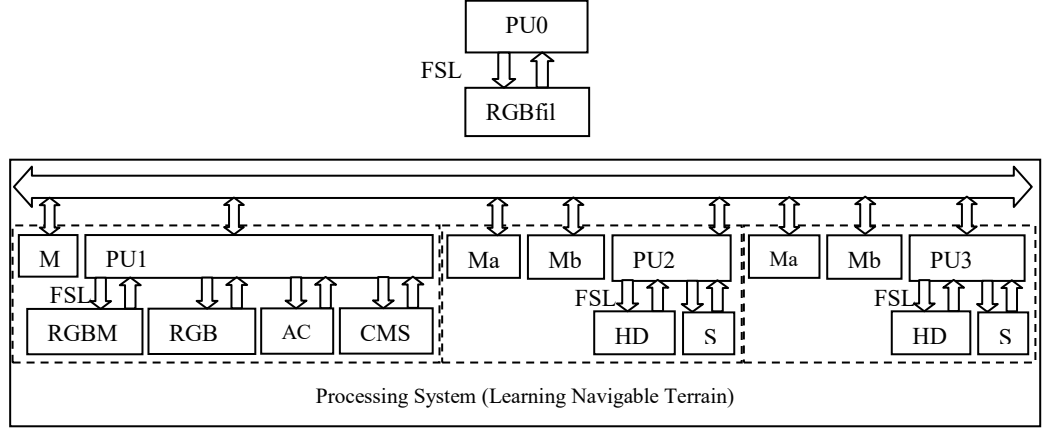 PU0
FSL
RGBfil
M
PU1
Ma
Mb
PU2
Ma
Mb
PU3
FSL
FSL
FSL
RGBM
RGB
AC
CMS
HD
S
HD
S
Processing System (Learning Navigable Terrain)